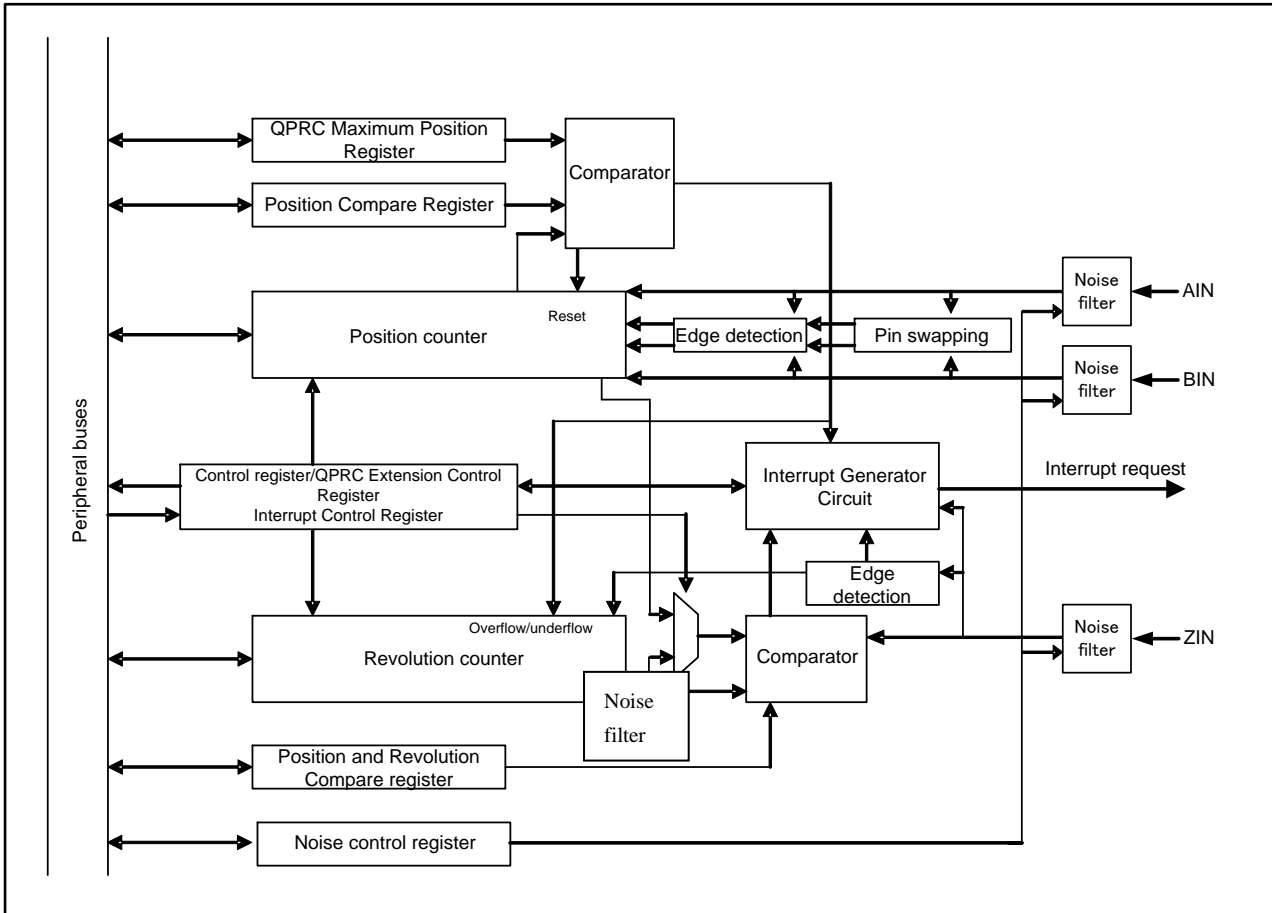 QPRC Maximum Position
Register
Comparator
Position Compare Register
Noise
filter
AIN
Reset
Position counter
Edge detection
Pin swapping
Noise
filter
BIN
Peripheral buses
Control register/QPRC Extension Control
Register
Interrupt Control Register
Interrupt Generator
Circuit
Interrupt request
Edge
detection
Overflow/underflow
Revolution counter
Comparator
Noise
filter
ZIN
Noise
filter
Position and Revolution
Compare register
Noise control register